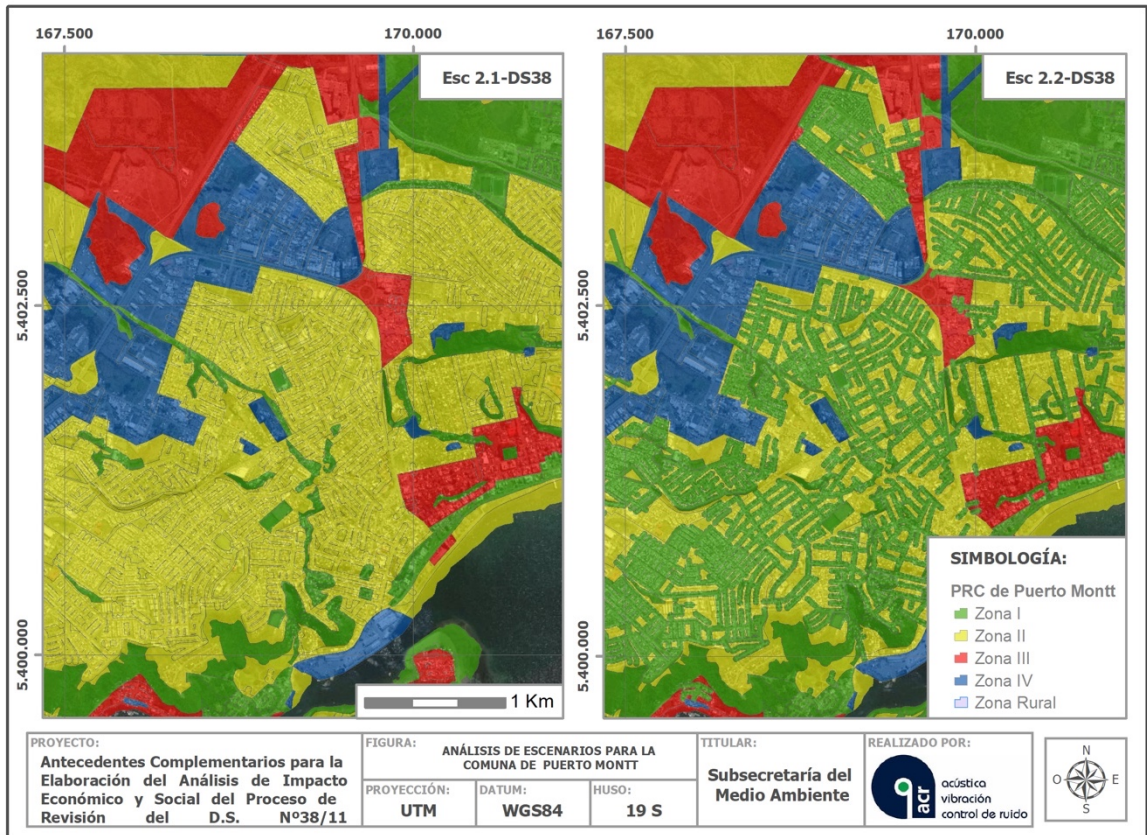 167.500
170.000
167.500
170.000
Esc 2.1-DS38
Esc 2.2-DS38
5.402.500
5.402.500
5.400.000
5.400.000
1 Km
SIMBOLOGÍA:
PRC de Puerto Montt
Zona I
Zona II
Zona III
Zona IV
Zona Rural
PROYECTO:
Antecedentes Complementarios para la
Elaboración del Análisis de Impacto
Económico y Social del Proceso de
Revisión del D.S. Nº38/11
FIGURA:
ANÁLISIS DE ESCENARIOS PARA LA
COMUNA DE PUERTO MONTT
PROYECCIÓN:
UTM
DATUM:
WGS84
HUSO:
19 S
TITULAR:
Subsecretaría del
Medio Ambiente
REALIZADO POR:
acr
acústica
vibración
control de ruido
N
O
E
S